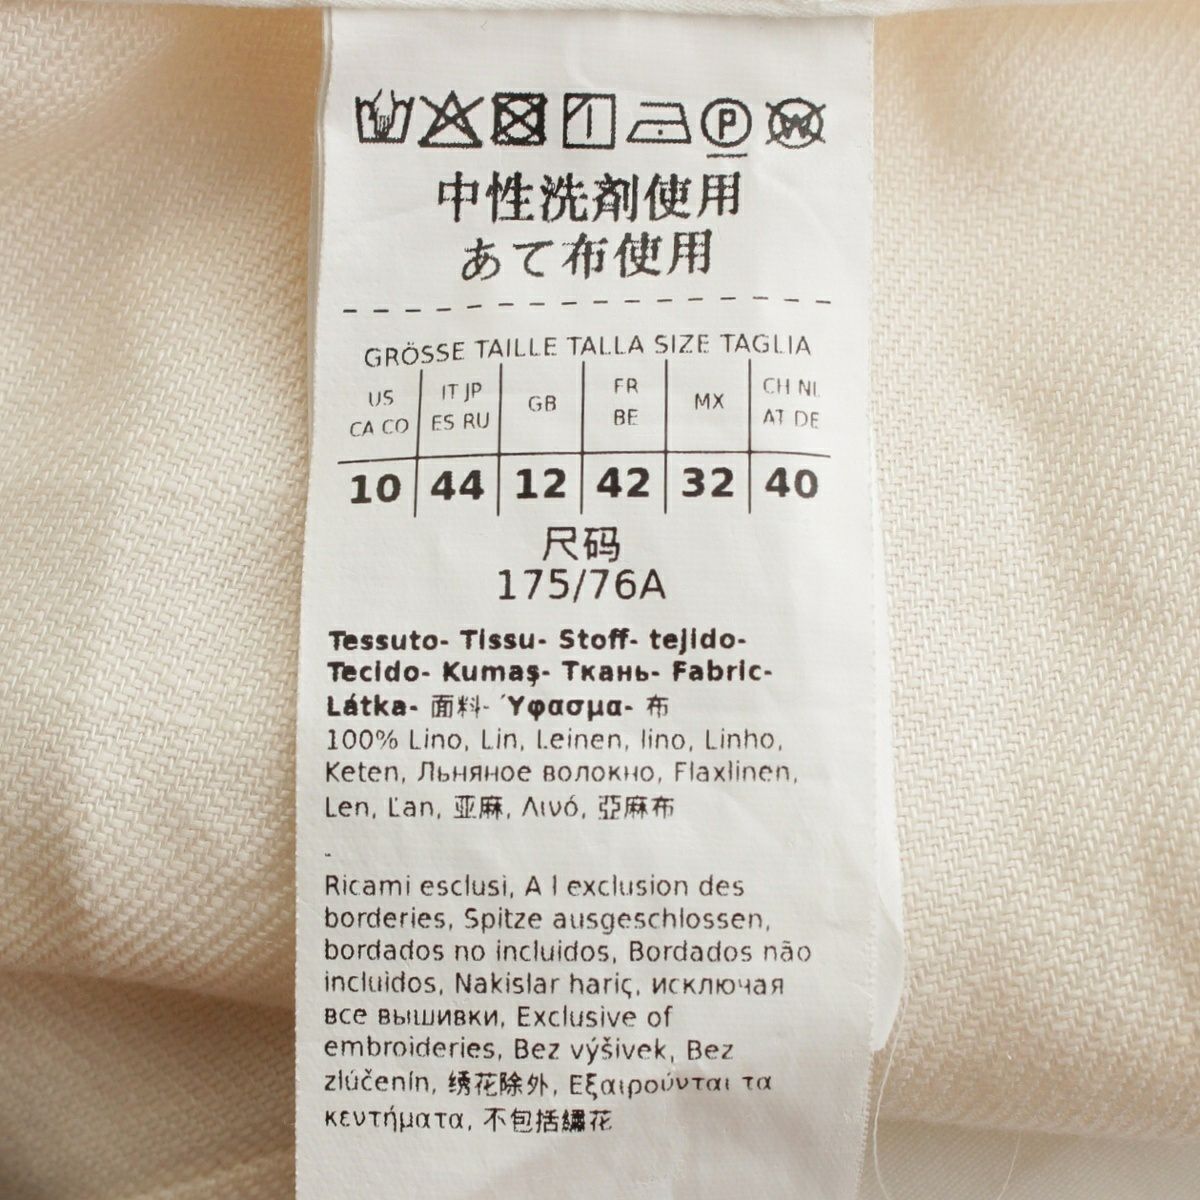 中性洗剤使用
あて布使用
GRÖSSE TAILLE TALLA SIZE TAGLIA
US CA CO IT JP ES RU GB FR BE MX CH NL AT DE
10 44 12 42 32 40
尺码
175/76A
Tessuto- Tissu- Stoff- tejido-
Tecido- Kumaş- Ткань- Fabric-
Látka- 面料- Ύφασμα- 布
100% Lino, Lin, Leinen, lino, Linho,
Keten, Льняное волокно, Flaxlinen,
Len, Ľan, 亚麻, Λινό, 亞麻布
-
Ricami esclusi, A l exclusion des
borderies, Spitze ausgeschlossen,
bordados no incluidos, Bordados não
incluidos, Nakislar hariç, исключая
все вышивки, Exclusive of
embroideries, Bez výšivek, Bez
zlúčenín, 绣花除外, Εξαιρούνται τα
κεντήματα, 不包括繡花